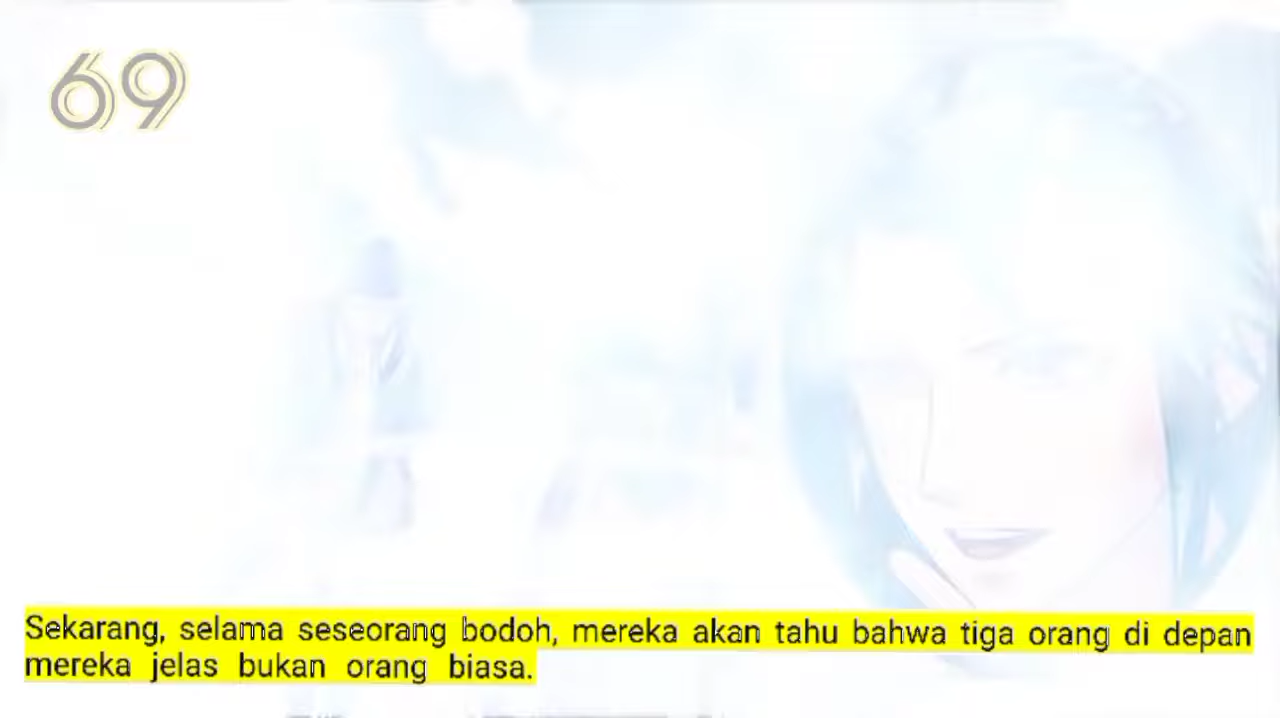 69
Sekarang, selama seseorang bodoh, mereka akan tahu bahwa tiga orang di depan
mereka jelas bukan orang biasa.